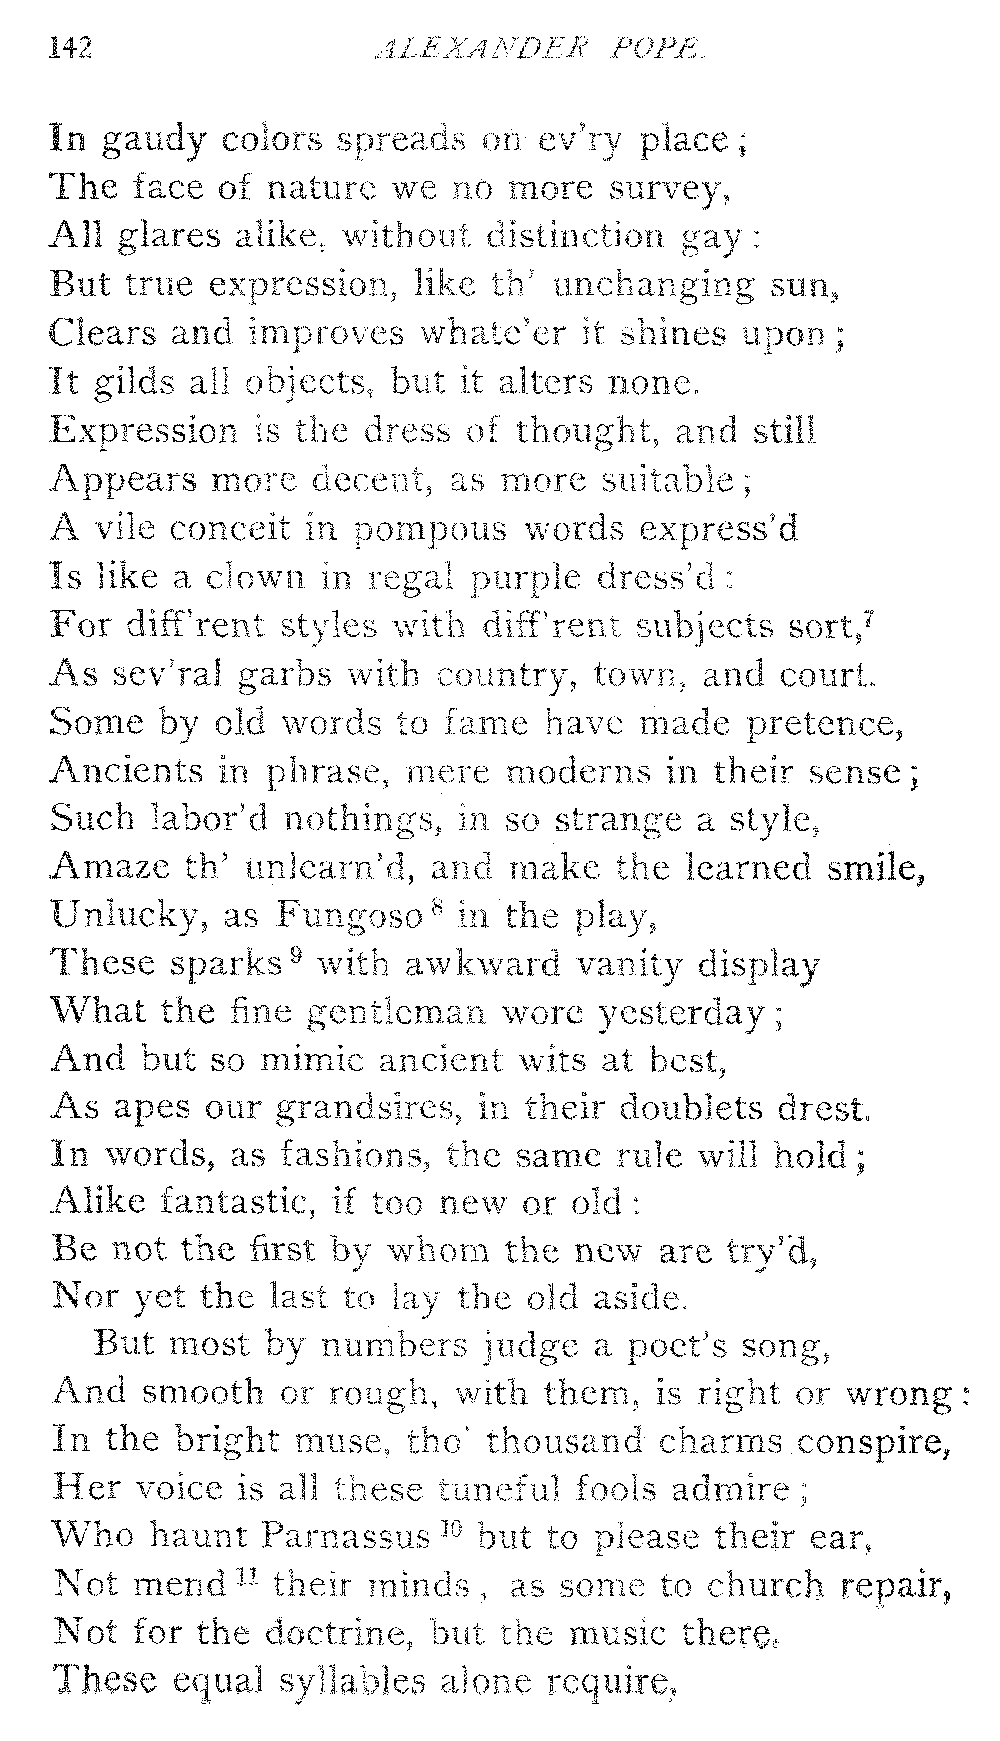 142 ALEXANDER POPE.
In gaudy colors spreads on ev'ry place;
The face of nature we no more survey,
All glares alike, without distinction gay:
But true expression, like th' unchanging sun,
Clears and improves whate'er it shines upon;
It gilds all objects, but it alters none.
Expression is the dress of thought, and still
Appears more decent, as more suitable;
A vile conceit in pompous words express'd
Is like a clown in regal purple dress'd:
For diff'rent styles with diff'rent subjects sort,⁷
As sev'ral garbs with country, town, and court.
Some by old words to fame have made pretence,
Ancients in phrase, mere moderns in their sense;
Such labor'd nothings, in so strange a style,
Amaze th' unlearn'd, and make the learned smile,
Unlucky, as Fungoso⁸ in the play,
These sparks⁹ with awkward vanity display
What the fine gentleman wore yesterday;
And but so mimic ancient wits at best,
As apes our grandsires, in their doublets drest.
In words, as fashions, the same rule will hold;
Alike fantastic, if too new or old:
Be not the first by whom the new are try'd,
Nor yet the last to lay the old aside.
But most by numbers judge a poet's song,
And smooth or rough, with them, is right or wrong:
In the bright muse, tho' thousand charms conspire,
Her voice is all these tuneful fools admire;
Who haunt Parnassus¹⁰ but to please their ear,
Not mend¹¹ their minds, as some to church repair,
Not for the doctrine, but the music there.
These equal syllables alone require,